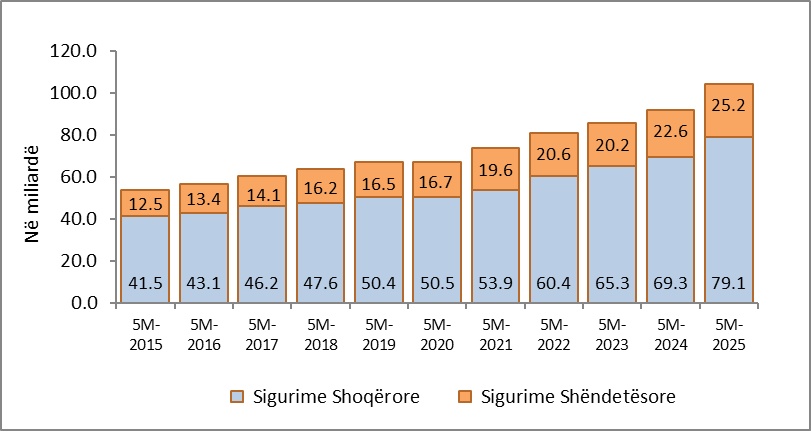 Në miliardë
120.0
100.0
80.0
60.0
40.0
20.0
0.0
12.5 13.4 14.1 16.2 16.5 16.7 19.6 20.6 20.2 22.6 25.2
41.5 43.1 46.2 47.6 50.4 50.5 53.9 60.4 65.3 69.3 79.1
5M- 5M- 5M- 5M- 5M- 5M- 5M- 5M- 5M- 5M- 5M-
2015 2016 2017 2018 2019 2020 2021 2022 2023 2024 2025
Sigurime Shoqërore Sigurime Shëndetësore